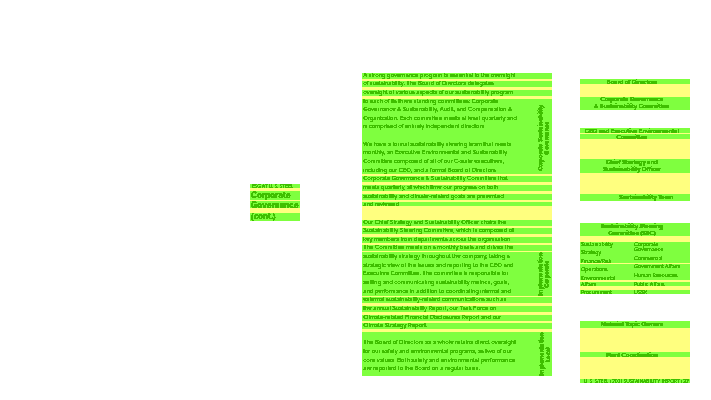 ESG AT U. S. STEEL
Corporate
Governance
(cont.)
A strong governance program is essential to the oversight
of sustainability. The Board of Directors delegates
oversight of various aspects of our sustainability program
to each of its three standing committees: Corporate
Governance & Sustainability, Audit, and Compensation &
Organization. Each committee meets at least quarterly and
is comprised of entirely independent directors
We have a formal sustainability steering team that meets
monthly, an Executive Environmental and Sustainability
Committee composed of all of our C-suite executives,
including our CEO, and a formal Board of Directors
Corporate Governance & Sustainability Committee that
meets quarterly, at which time our progress on both
sustainability and climate-related goals are presented
and reviewed
Our Chief Strategy and Sustainability Officer chairs the
Sustainability Steering Committee, which is composed of
key members from departments across the organization
The Committee meets on a monthly basis and drives the
sustainability strategy throughout the company, taking a
strategic view of the issues and reporting to the CEO and
Executive Committee. The committee is responsible for
setting and communicating sustainability metrics, goals,
and performance in addition to coordinating internal and
external sustainability-related communications such as
the annual Sustainability Report, our Task Force on
Climate-related Financial Disclosures Report and our
Climate Strategy Report.
The Board of Directors as a whole retains direct oversight
for our safety and environmental programs, as two of our
core values. Both safety and environmental performance
are reported to the Board on a regular basis.
Corporate Sustainability
Governance
Implementation
Corporate
Implementation
Local
Board of Directors
Corporate Governance
& Sustainability Committee
CEO and Executive Environmental
Committee
Chief Strategy and
Sustainability Officer
Sustainability Team
Sustainability Steering
Committee (SSC)
Sustainability
Strategy
Finance/Risk
Operations
Environmental
Affairs
Procurement
Corporate
Governance
Commercial
Government Affairs
Human Resources
Public Affairs
USSK
National Topic Owners
Plant Coordinators